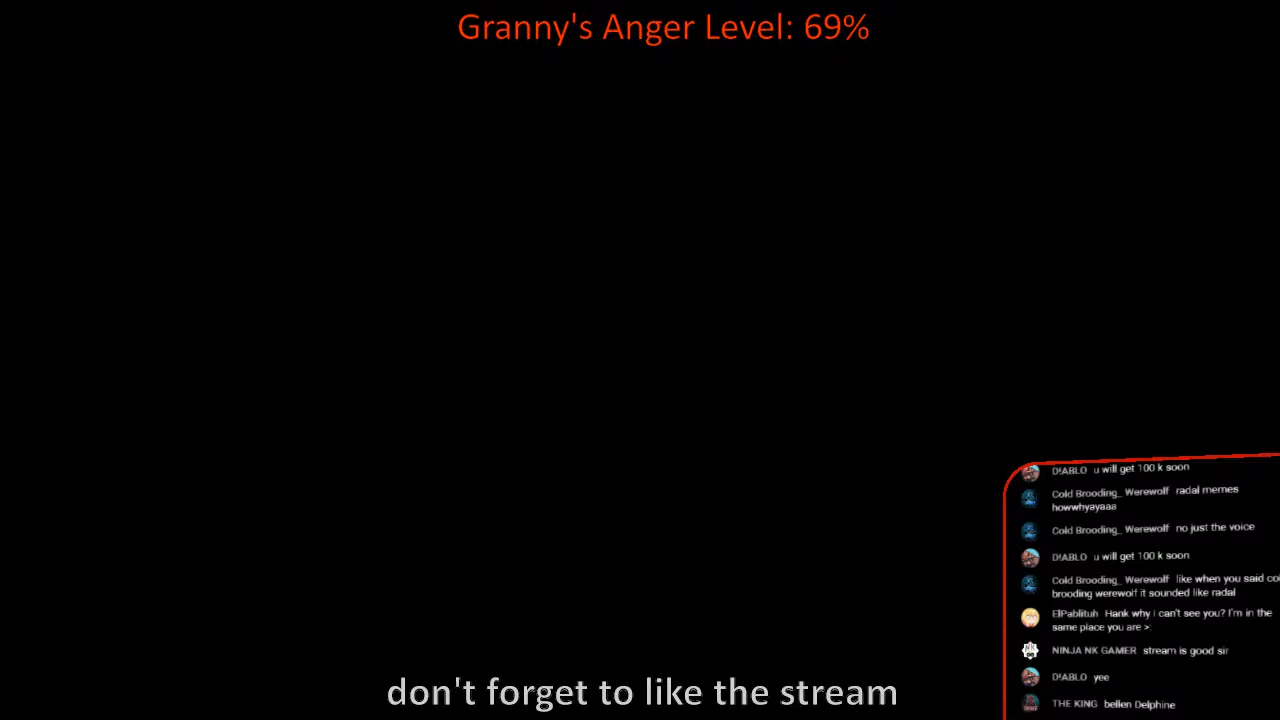 Granny's Anger Level: 69%
D!ABLO u will get 100 k soon
Cold Brooding_ Werewolf radal memes
howwhyayaaa
Cold Brooding_ Werewolf no just the voice
D!ABLO u will get 100 k soon
Cold Brooding_ Werewolf like when you said co
brooding werewolf it sounded like radal
ElPablituh Hank why I can't see you? I'm in the
same place you are >:
NINJA NK GAMER stream is good sir
D!ABLO yee
THE KING bellen Delphine
don't forget to like the stream